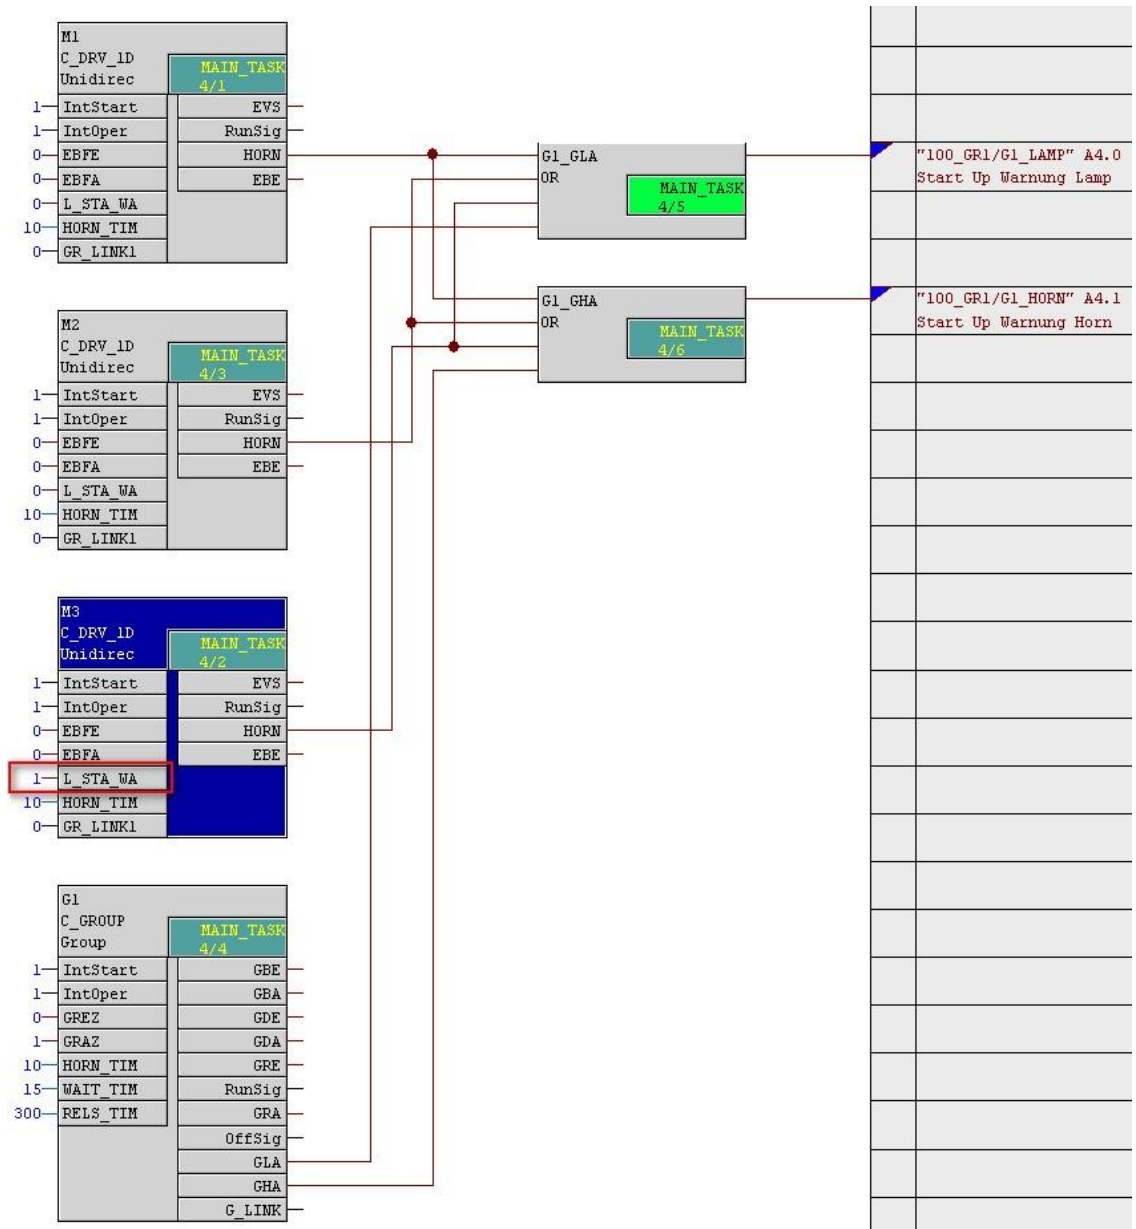 M1
C_DRV_1D
Unidirec
MAIN_TASK
4/1
1 IntStart EVS
1 IntOper RunSig
0 EBFE HORN
0 EBFA EBE
0 L_STA_WA
10 HORN_TIM
0 GR_LINK1
G1_GLA
OR
MAIN_TASK
4/5
"100_GR1/G1_LAMP" A4.0
Start Up Warnung Lamp
G1_GHA
OR
MAIN_TASK
4/6
"100_GR1/G1_HORN" A4.1
Start Up Warnung Horn
M2
C_DRV_1D
Unidirec
MAIN_TASK
4/3
1 IntStart EVS
1 IntOper RunSig
0 EBFE HORN
0 EBFA EBE
0 L_STA_WA
10 HORN_TIM
0 GR_LINK1
M3
C_DRV_1D
Unidirec
MAIN_TASK
4/2
1 IntStart EVS
1 IntOper RunSig
0 EBFE HORN
0 EBFA EBE
1 L_STA_WA
10 HORN_TIM
0 GR_LINK1
G1
C_GROUP
Group
MAIN_TASK
4/4
1 IntStart GBE
1 IntOper GBA
0 GREZ GDE
1 GRAZ GDA
10 HORN_TIM GRE
15 WAIT_TIM RunSig
300 RELS_TIM GRA
OffSig
GLA
GHA
G_LINK